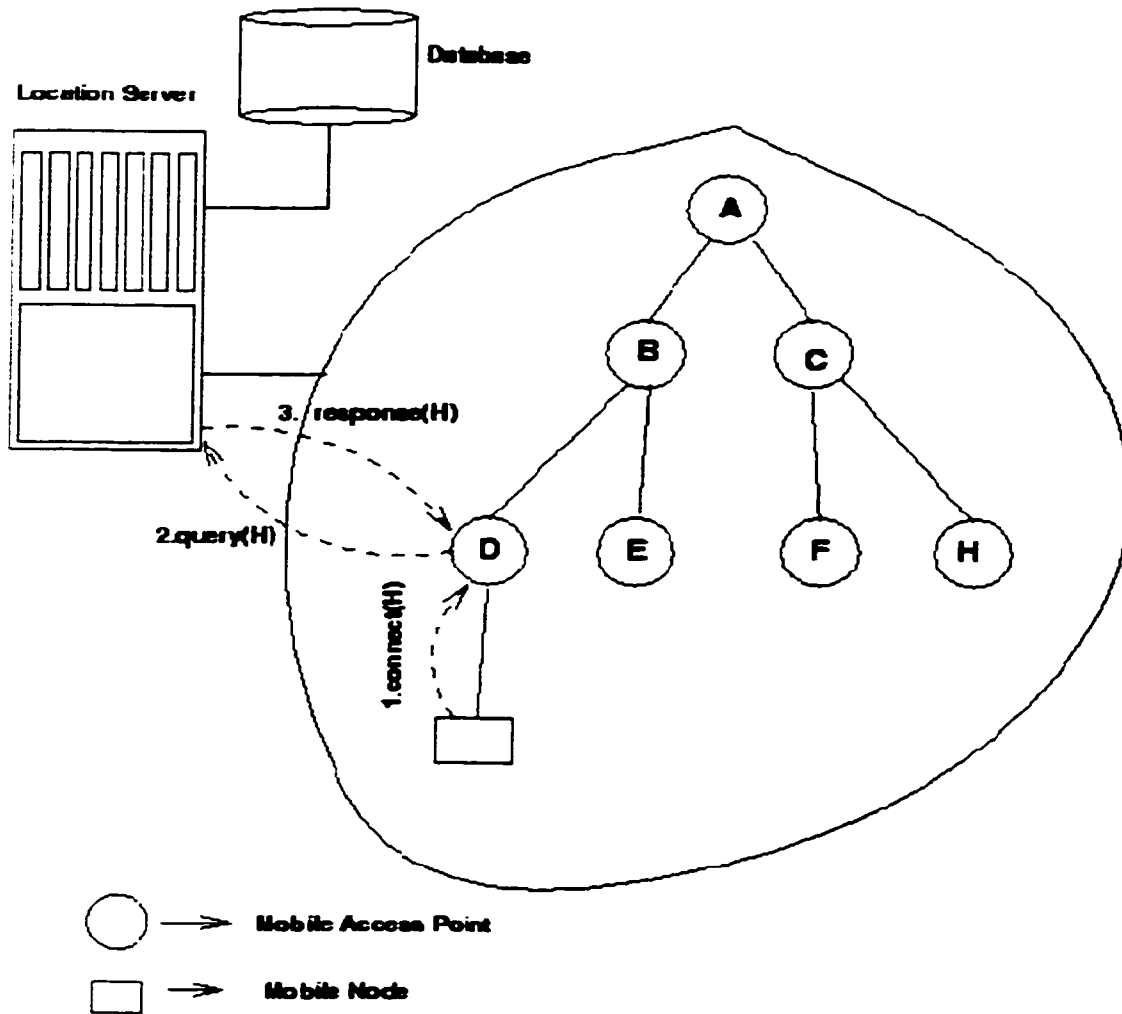 Database
Location Server
A
B
C
3. response(H)
2.query(H)
D
E
F
H
1.connect(H)
Mobile Access Point
Mobile Node